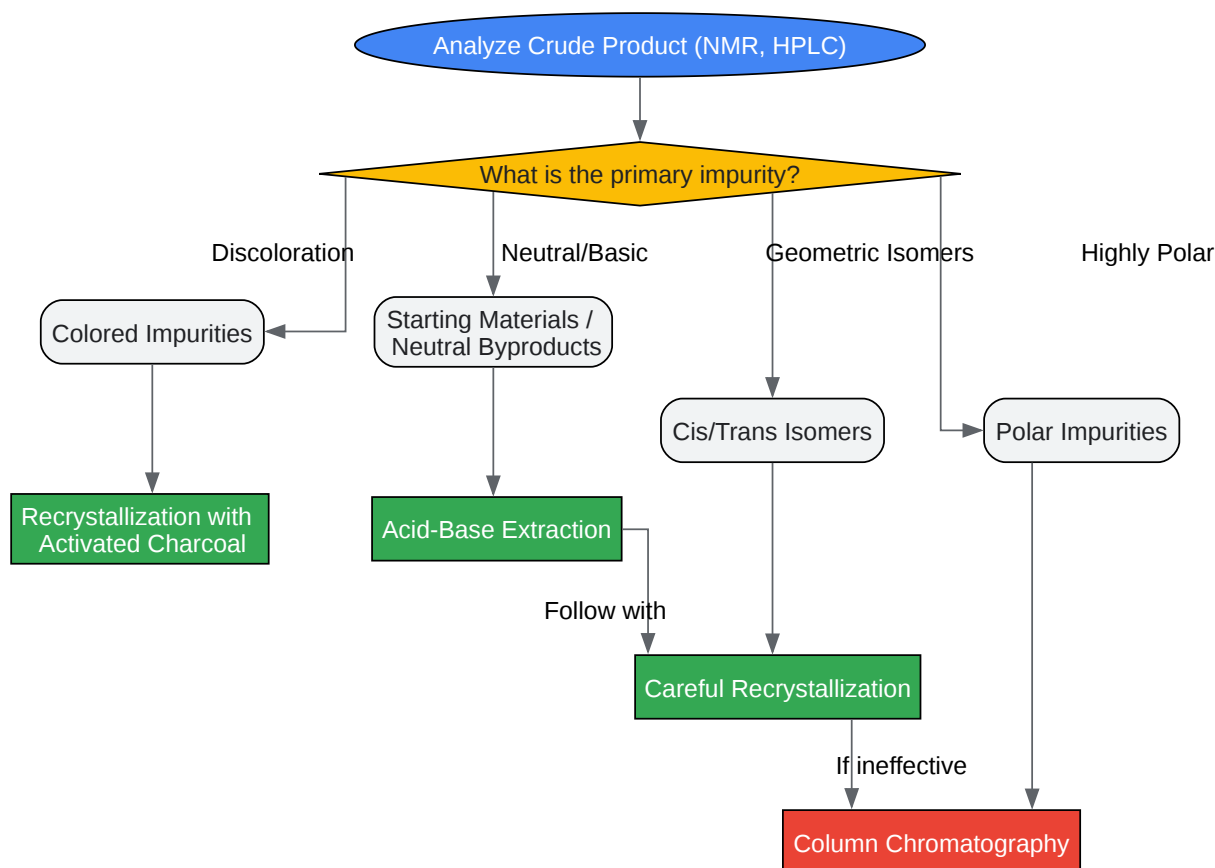 Analyze Crude Product (NMR, HPLC)
What is the primary impurity?
Discoloration
Neutral/Basic
Geometric Isomers
Highly Polar
Colored Impurities
Starting Materials /
Neutral Byproducts
Cis/Trans Isomers
Polar Impurities
Recrystallization with
Activated Charcoal
Acid-Base Extraction
Follow with
Careful Recrystallization
If ineffective
Column Chromatography